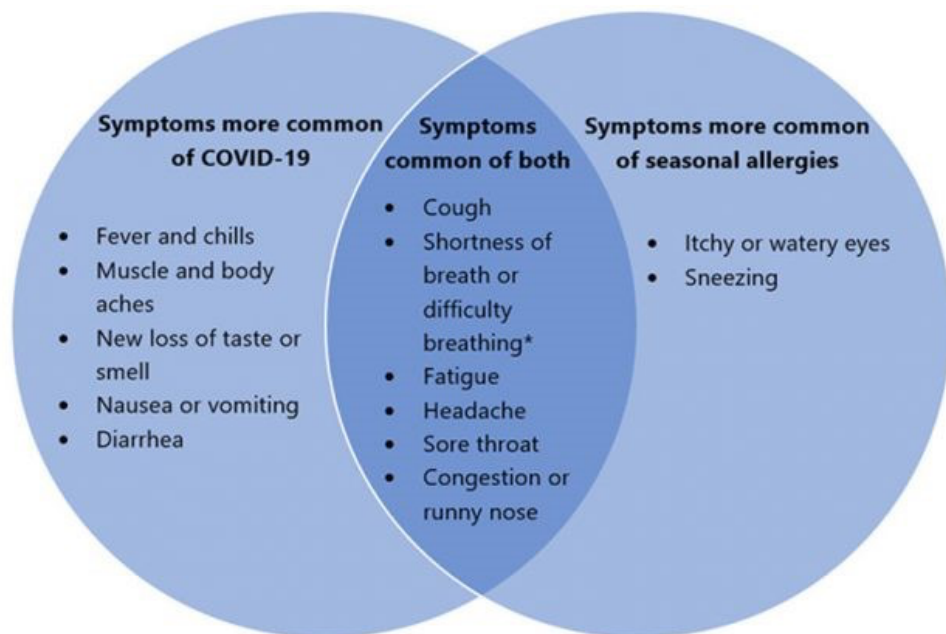 Symptoms more common
of COVID-19
• Fever and chills
• Muscle and body
aches
• New loss of taste or
smell
• Nausea or vomiting
• Diarrhea
Symptoms
common of both
• Cough
• Shortness of
breath or
difficulty
breathing*
• Fatigue
• Headache
• Sore throat
• Congestion or
runny nose
Symptoms more common
of seasonal allergies
• Itchy or watery eyes
• Sneezing